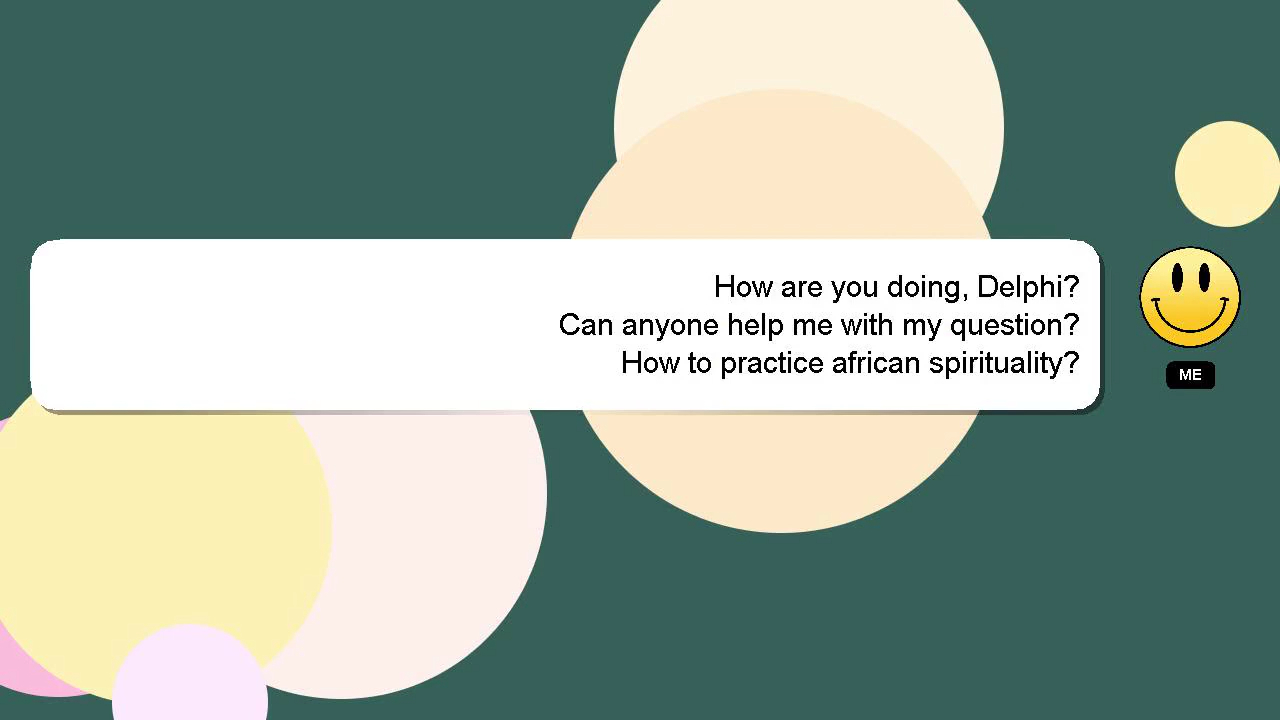 How are you doing, Delphi?
Can anyone help me with my question?
How to practice african spirituality?
ME